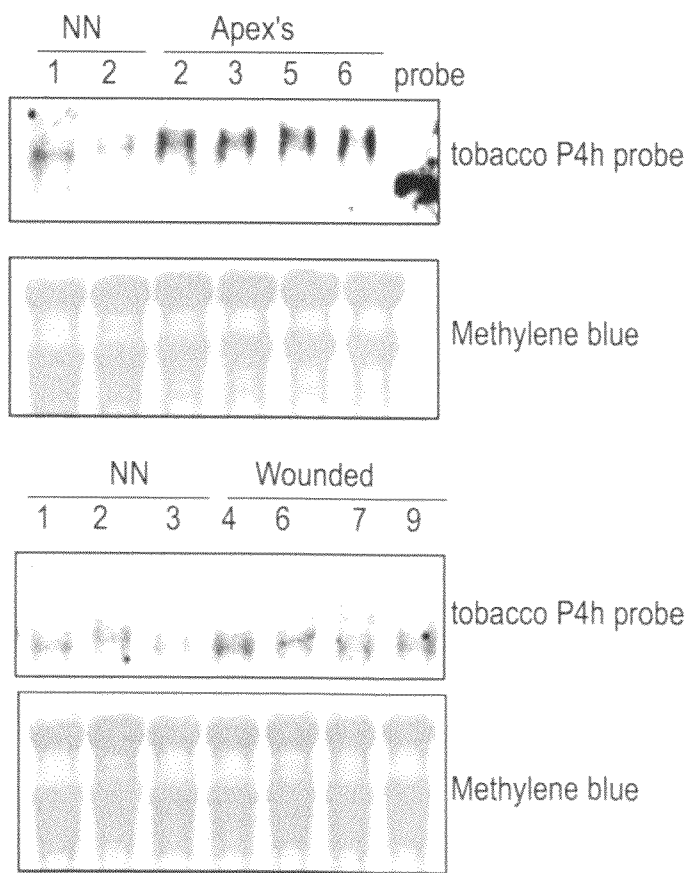 NN Apex's
1 2 2 3 5 6 probe
tobacco P4h probe
Methylene blue
NN Wounded
1 2 3 4 6 7 9
tobacco P4h probe
Methylene blue